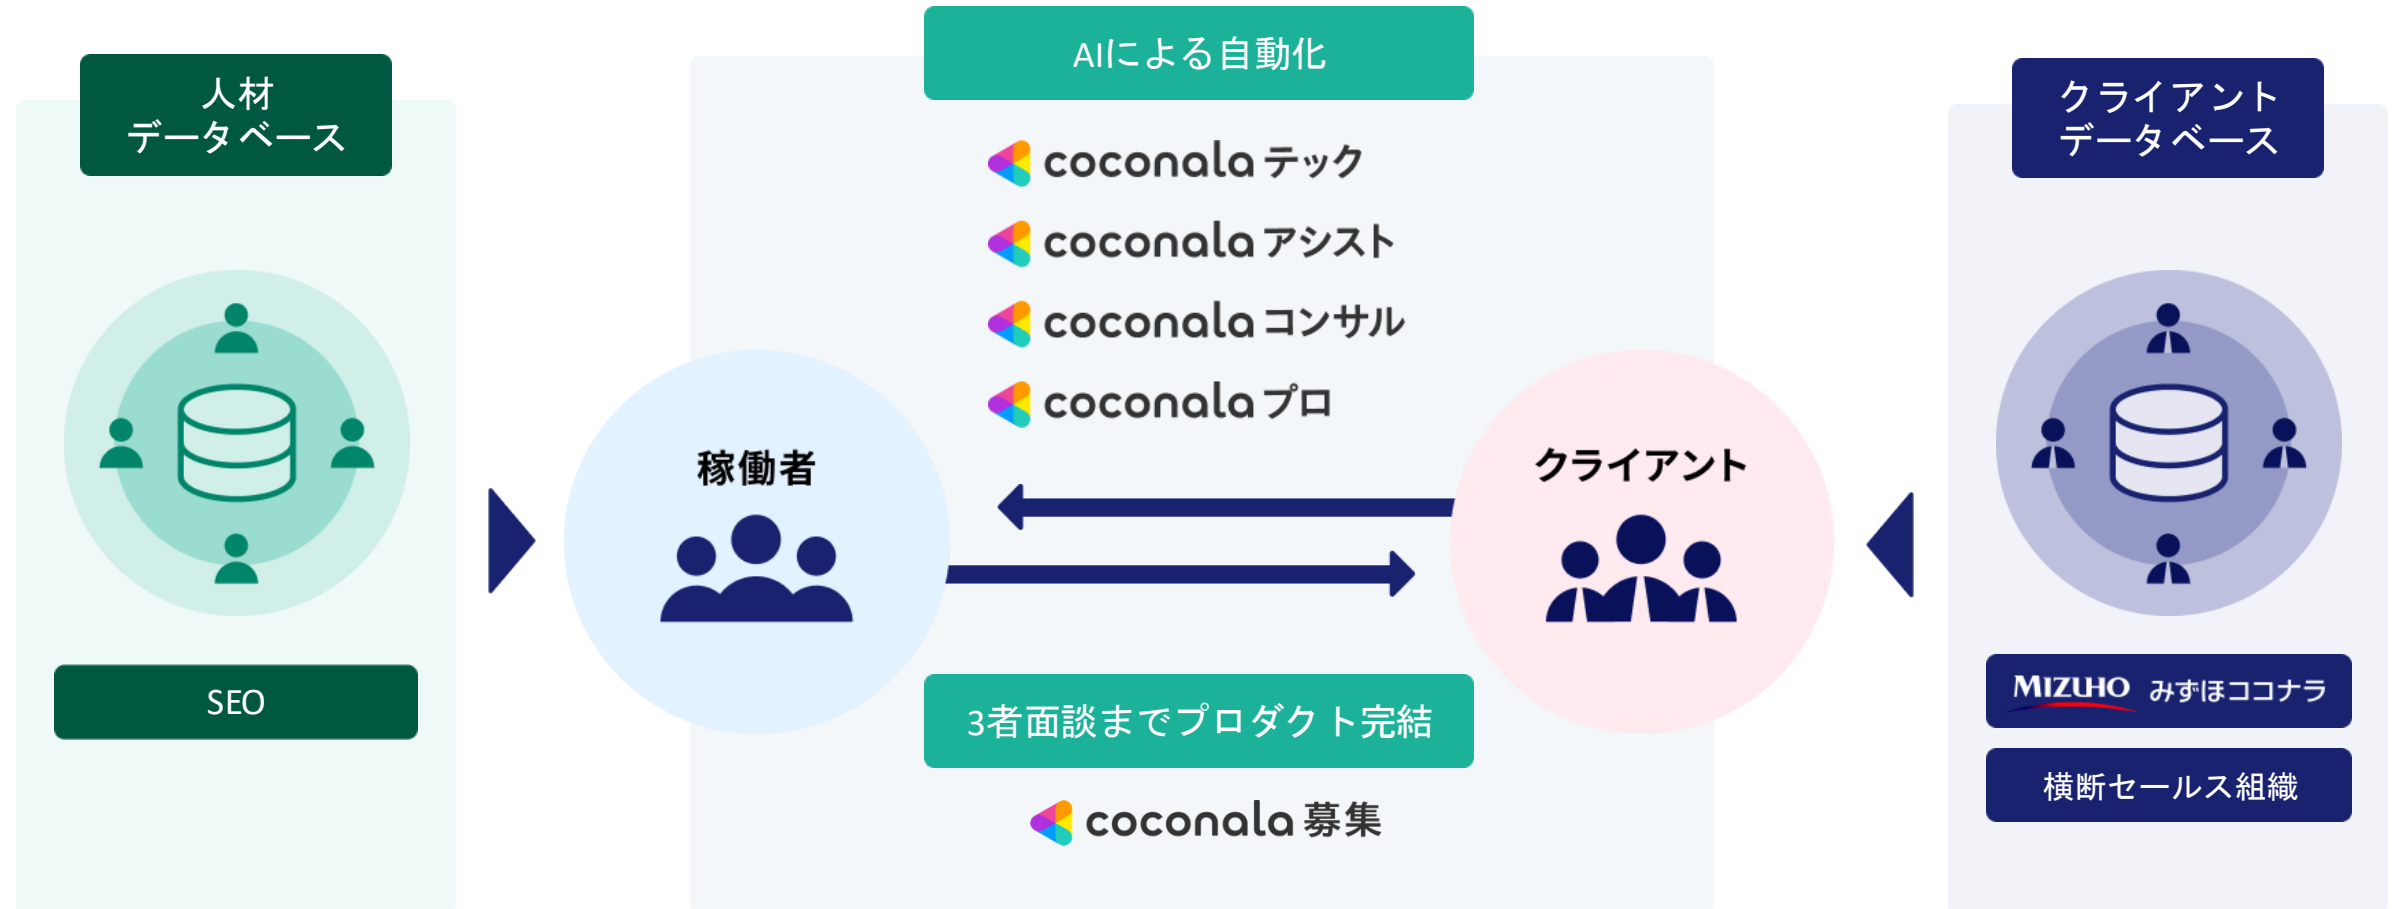 人材
データベース
SEO
AIによる自動化
coconala テック
coconala アシスト
coconala コンサル
coconala プロ
稼働者
クライアント
3者面談までプロダクト完結
coconala 募集
クライアント
データベース
MIZUHO みずほココナラ
横断セールス組織